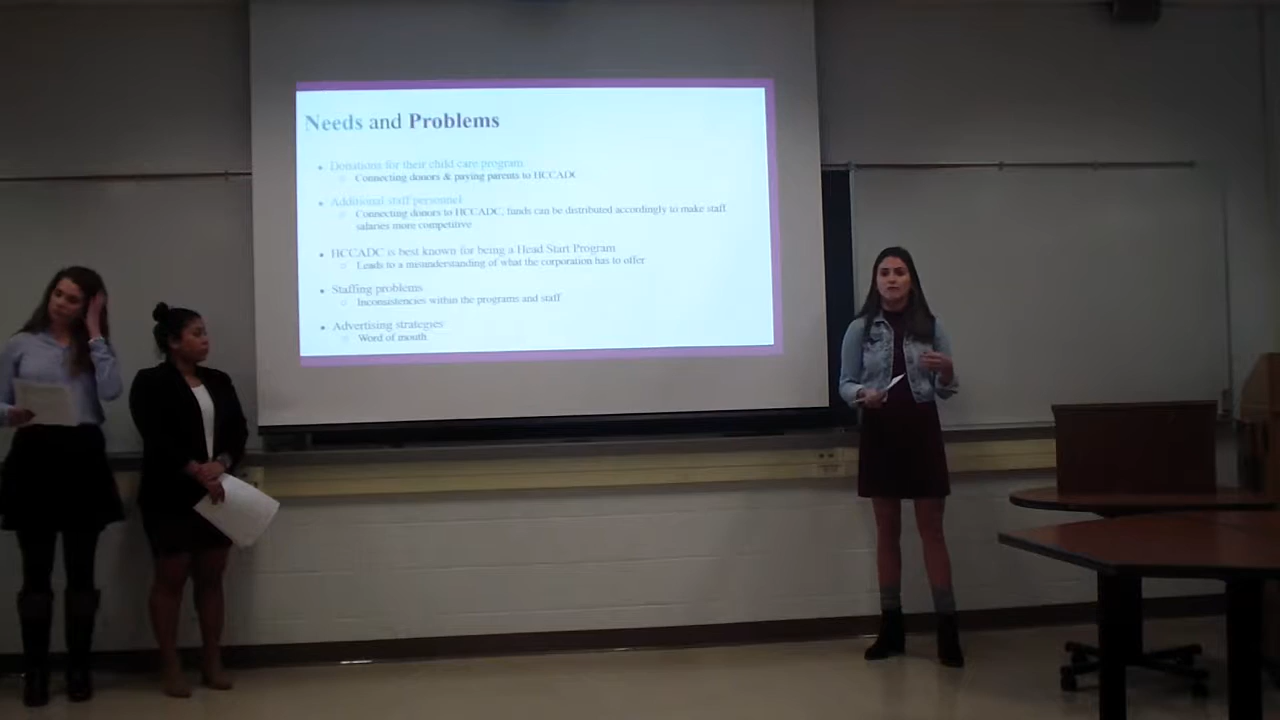 Needs and Problems
• Donations for their child care program
○ Connecting donors & paying parents to HCCADC
• Additional staff personnel
○ Connecting donors to HCCADC, funds can be distributed accordingly to make staff
salaries more competitive
• HCCADC is best known for being a Head Start Program
○ Leads to a misunderstanding of what the corporation has to offer
• Staffing problems
○ Inconsistencies within the programs and staff
• Advertising strategies
○ Word of mouth